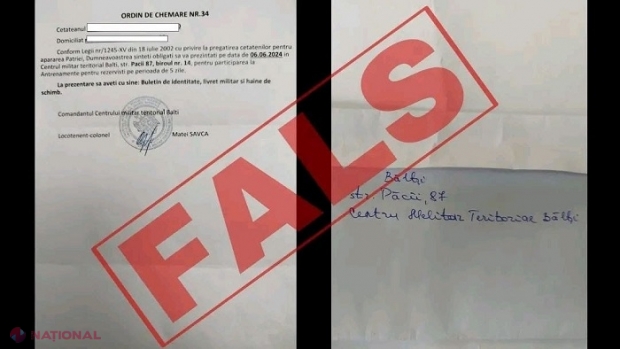 ORDIN DE CHEMARE NR.34
Cetateanul
Domiciliat
Conform Legii nr/1245-XV din 18 iulie 2002 cu privire la pregatirea cetatenilor pentru
apararea Patriei, Dumneavoastra sinteti obligati sa va prezintati pe data de 06.06.2024 in
Centrul militar teritorial Balti, str. Pacii 87, biroul nr. 14, pentru participarea la
Antrenamente pentru rezervisti pe perioada de 5 zile.
La prezentare sa aveti cu sine: Buletin de identitate, livret militar si haine de
schimb.
Comandantul Centrului militar teritorial Balti
Locotenent-colonel Matei SAVCA
FALS
Bălți
str. Păcii, 87
Centru Militar Teritorial Bălți
NAȚIONAL